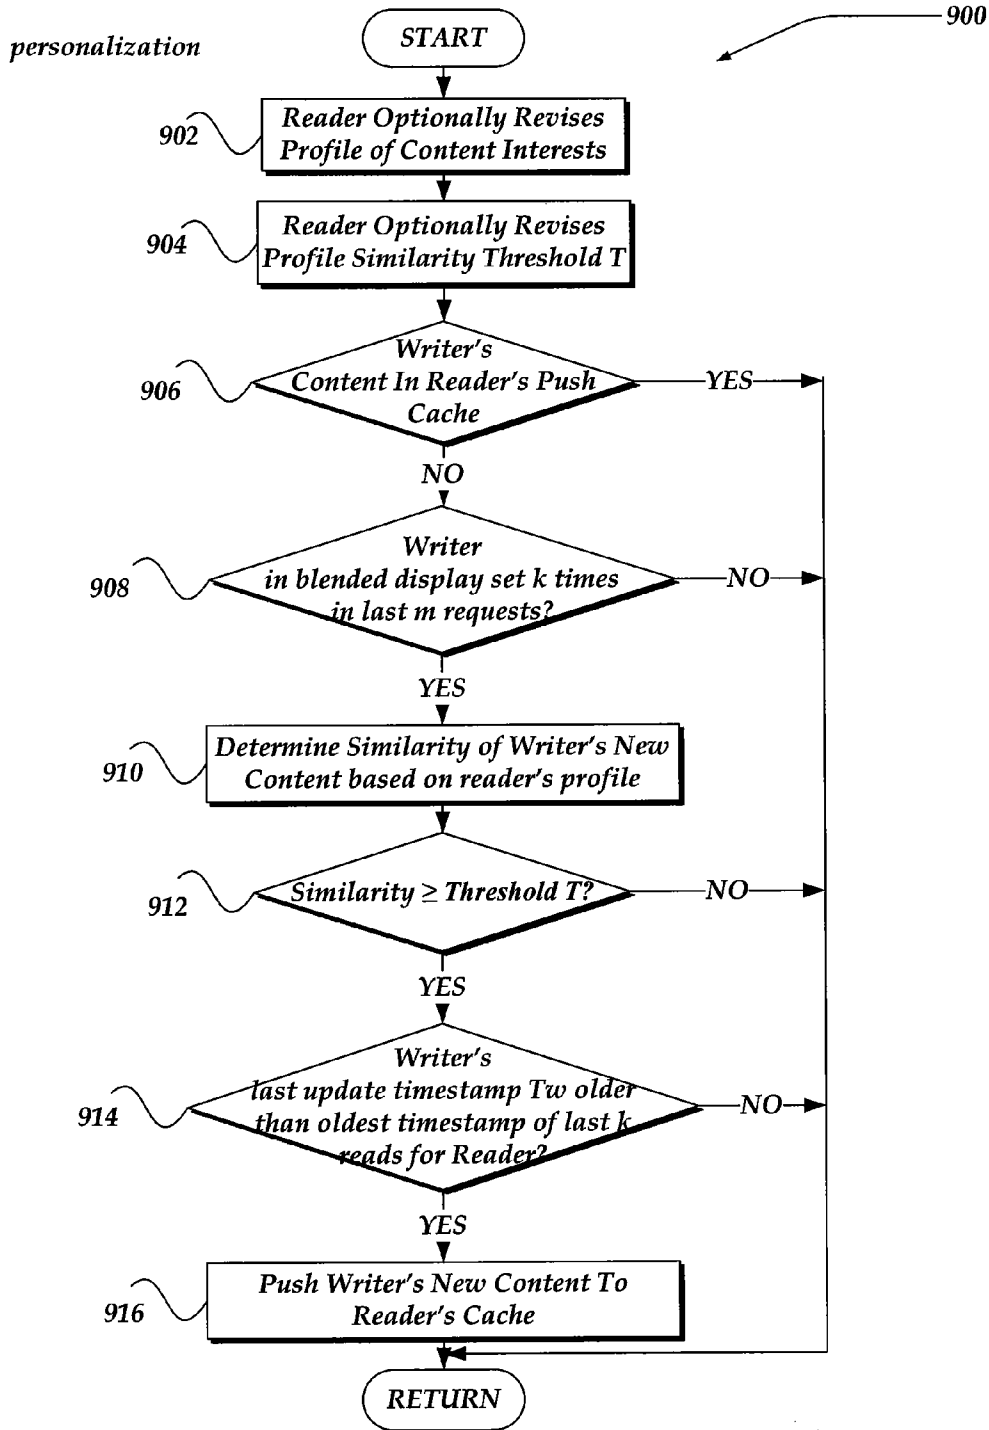 900
START
personalization
902
Reader Optionally Revises
Profile of Content Interests
904
Reader Optionally Revises
Profile Similarity Threshold T
906
Writer's
Content In Reader's Push
Cache
YES
NO
908
Writer
in blended display set k times
in last m requests?
NO
YES
910
Determine Similarity of Writer's New
Content based on reader's profile
912
Similarity ≥ Threshold T?
NO
YES
914
Writer's
last update timestamp Tw older
than oldest timestamp of last k
reads for Reader?
NO
YES
916
Push Writer's New Content To
Reader's Cache
RETURN